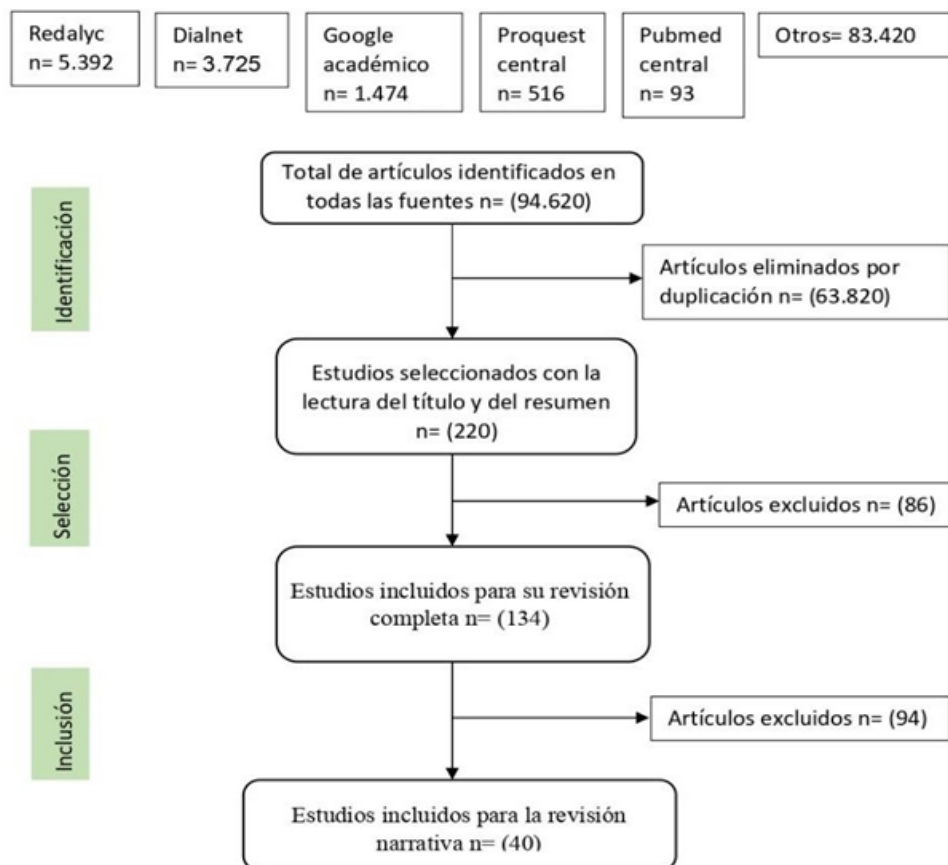 Redalyc
n= 5.392
Dialnet
n= 3.725
Google
académico
n= 1.474
Proquest
central
n= 516
Pubmed
central
n= 93
Otros= 83.420
Total de artículos identificados en
todas las fuentes n= (94.620)
Identificación
Artículos eliminados por
duplicación n= (63.820)
Estudios seleccionados con la
lectura del título y del resumen
n= (220)
Selección
Artículos excluidos n= (86)
Estudios incluidos para su revisión
completa n= (134)
Inclusión
Artículos excluidos n= (94)
Estudios incluidos para la revisión
narrativa n= (40)